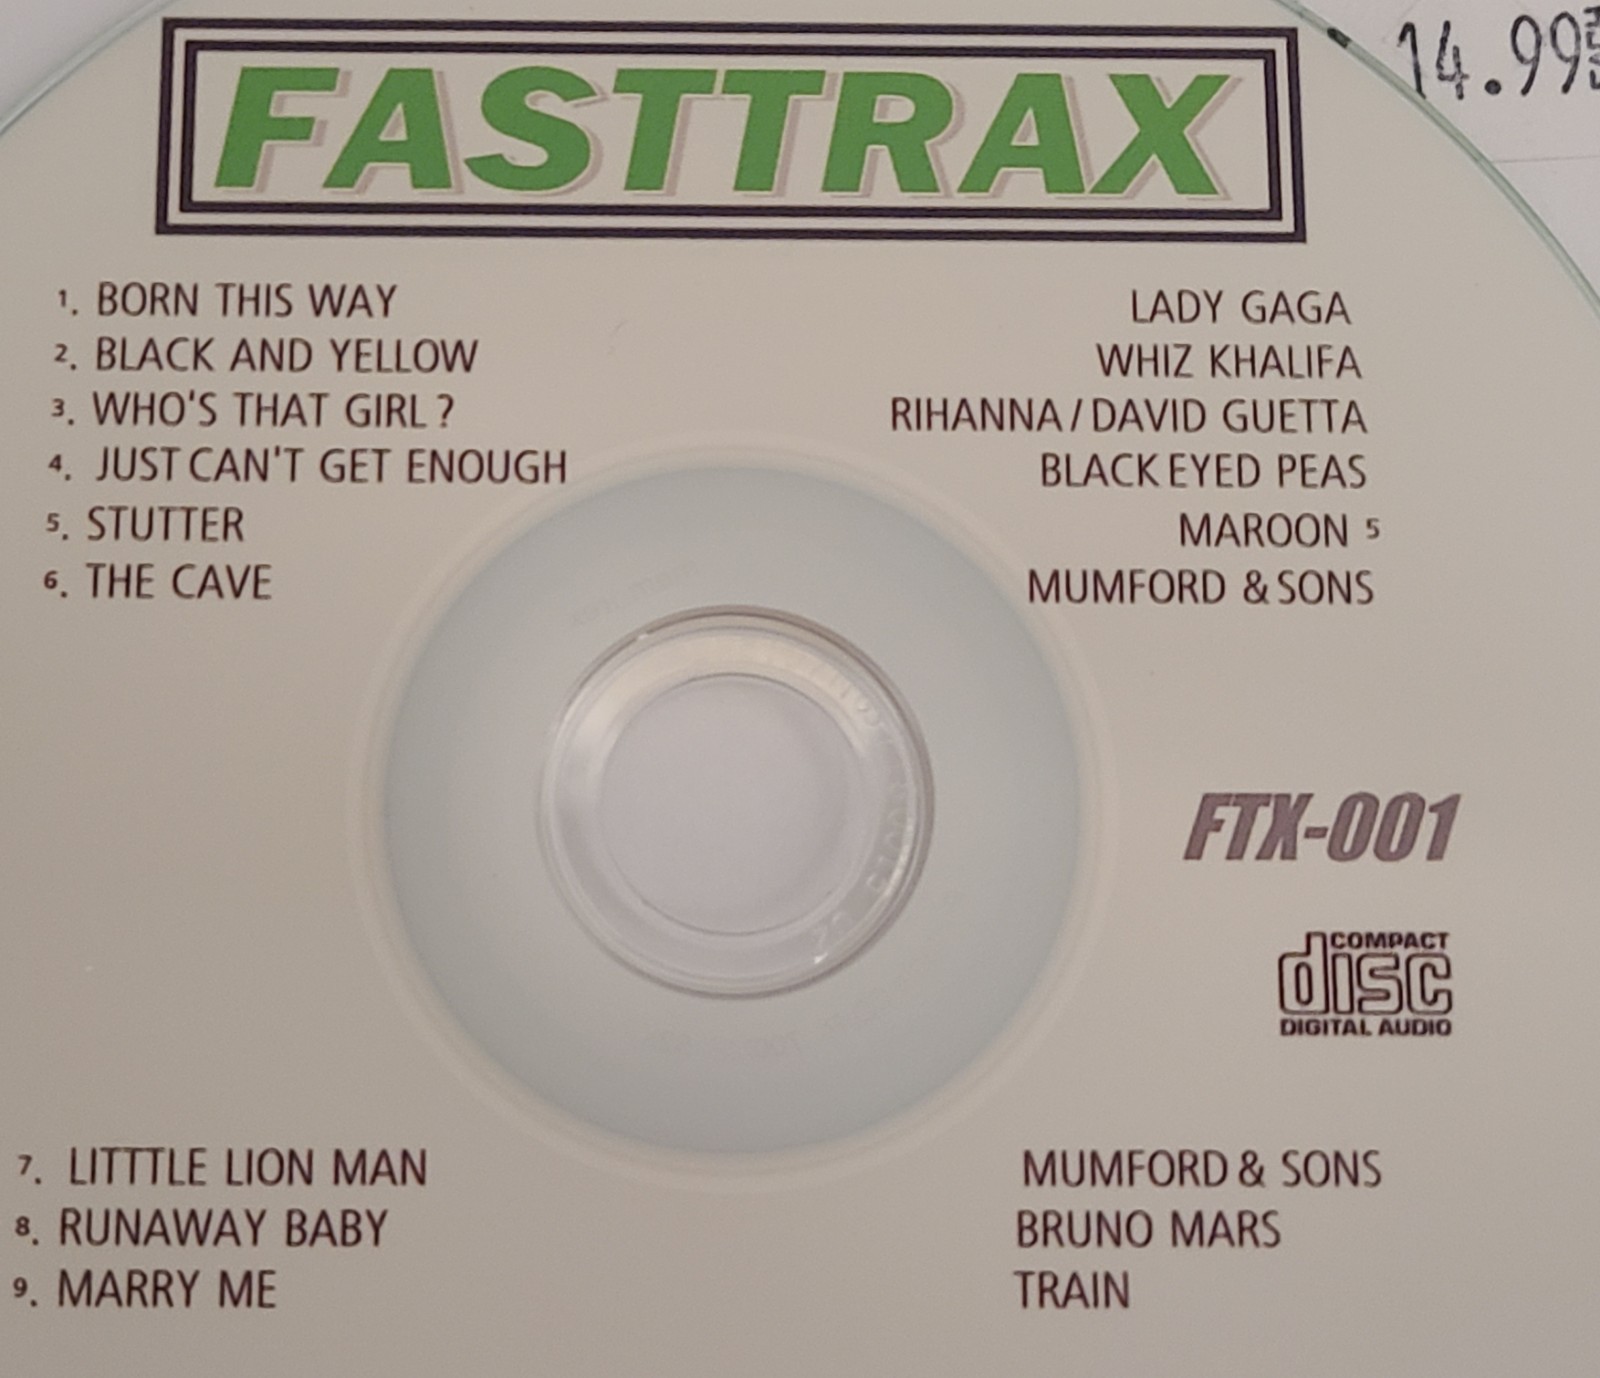 14.99
FASTTRAX
1. BORN THIS WAY LADY GAGA
2. BLACK AND YELLOW WHIZ KHALIFA
3. WHO'S THAT GIRL? RIHANNA/DAVID GUETTA
4. JUST CAN'T GET ENOUGH BLACK EYED PEAS
5. STUTTER MAROON 5
6. THE CAVE MUMFORD & SONS
FTX-001
COMPACT
disc
DIGITAL AUDIO
7. LITTTLE LION MAN MUMFORD & SONS
8. RUNAWAY BABY BRUNO MARS
9. MARRY ME TRAIN